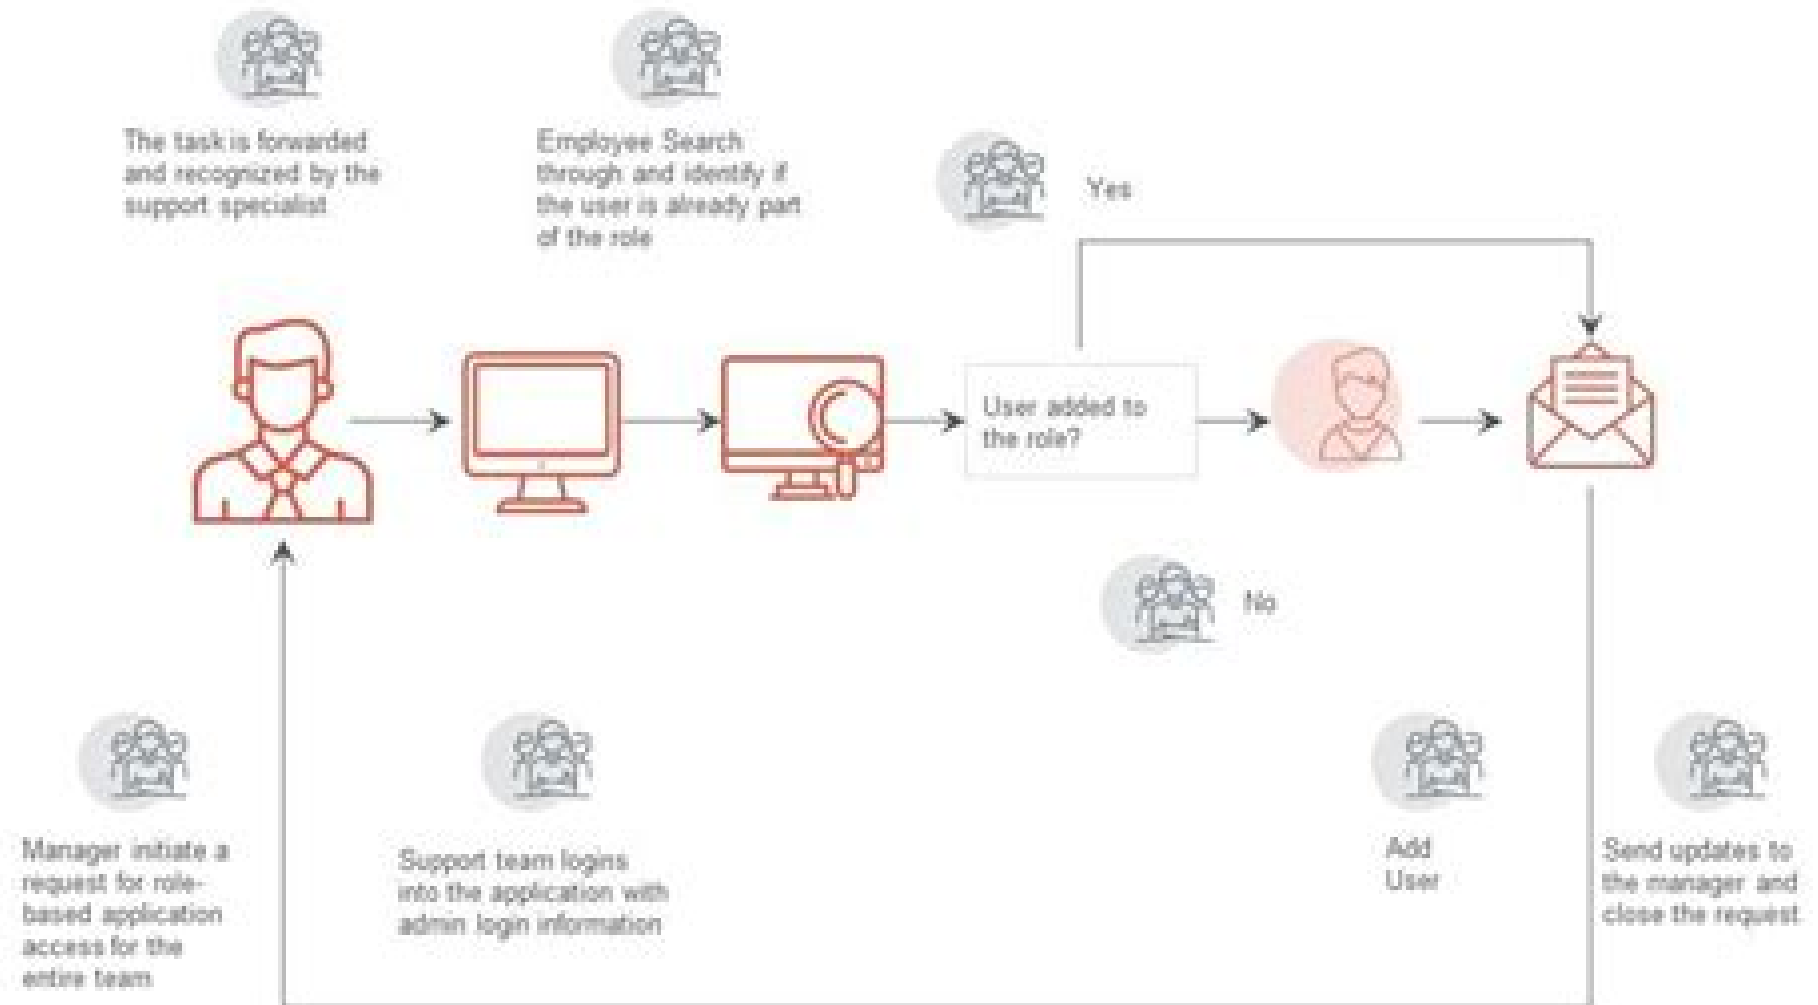 The task is forwarded
and recognized by the
support specialist
Employee Search
through and identify if
the user is already part
of the role
Yes
User added to
the role?
No
Manager initiate a
request for role-
based application
access for the
entire team
Support team logins
into the application with
admin login information
Add
User
Send updates to
the manager and
close the request